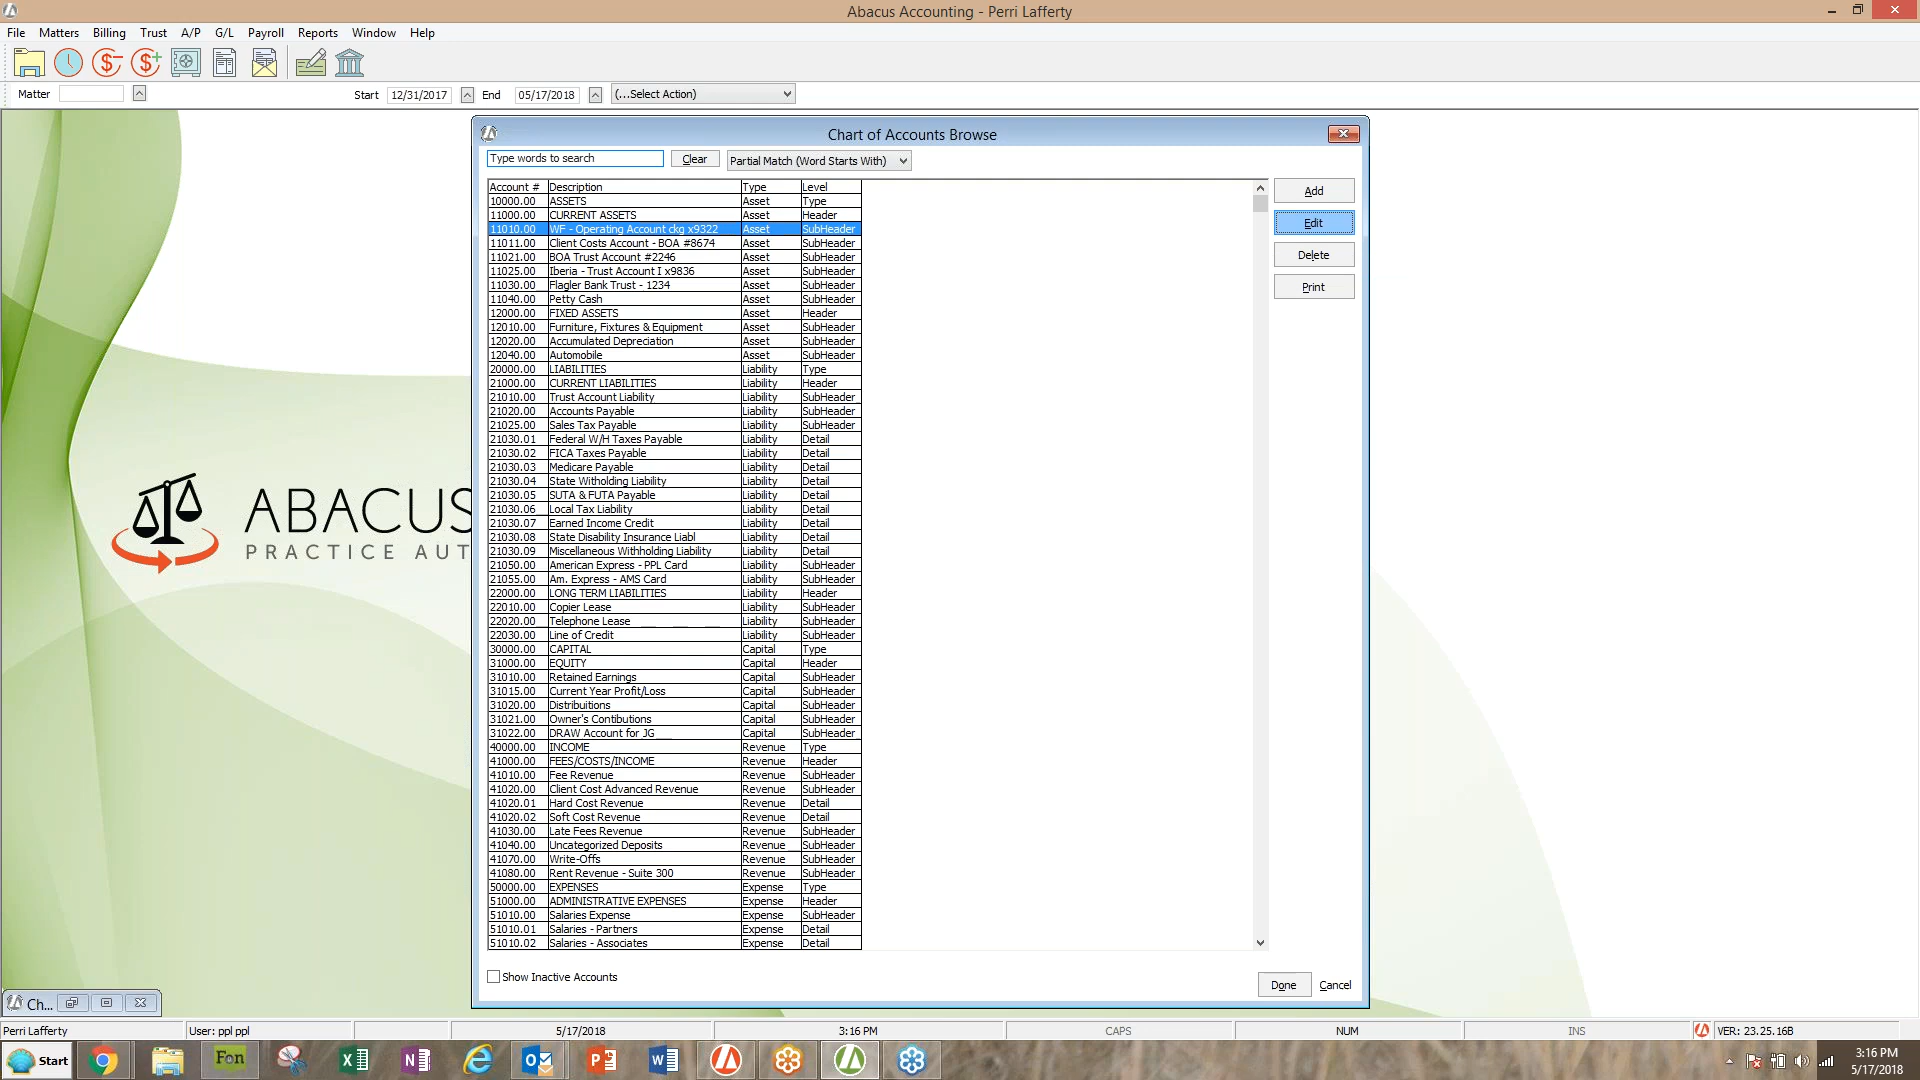 Abacus Accounting - Perri Lafferty
File Matters Billing Trust A/P G/L Payroll Reports Window Help
Matter Start 12/31/2017 End 05/17/2018 (...Select Action)
Chart of Accounts Browse
Type words to search Clear Partial Match (Word Starts With)
Account # Description Type Level
10000.00 ASSETS Asset Type
11000.00 CURRENT ASSETS Asset Header
11010.00 WF - Operating Account ckg x9322 Asset SubHeader
11011.00 Client Costs Account - BOA #8674 Asset SubHeader
11021.00 BOA Trust Account #2246 Asset SubHeader
11025.00 Iberia - Trust Account I x9836 Asset SubHeader
11030.00 Flagler Bank Trust - 1234 Asset SubHeader
11040.00 Petty Cash Asset SubHeader
12000.00 FIXED ASSETS Asset Header
12010.00 Furniture, Fixtures & Equipment Asset SubHeader
12020.00 Accumulated Depreciation Asset SubHeader
12040.00 Automobile Asset SubHeader
20000.00 LIABILITIES Liability Type
21000.00 CURRENT LIABILITIES Liability Header
21010.00 Trust Account Liability Liability SubHeader
21020.00 Accounts Payable Liability SubHeader
21025.00 Sales Tax Payable Liability SubHeader
21030.01 Federal W/H Taxes Payable Liability Detail
21030.02 FICA Taxes Payable Liability Detail
21030.03 Medicare Payable Liability Detail
21030.04 State Witholding Liability Liability Detail
21030.05 SUTA & FUTA Payable Liability Detail
21030.06 Local Tax Liability Liability Detail
21030.07 Earned Income Credit Liability Detail
21030.08 State Disability Insurance Liabl Liability Detail
21030.09 Miscellaneous Withholding Liability Liability Detail
21050.00 American Express - PPL Card Liability SubHeader
21055.00 Am. Express - AMS Card Liability SubHeader
22000.00 LONG TERM LIABILITIES Liability Header
22010.00 Copier Lease Liability SubHeader
22020.00 Telephone Lease Liability SubHeader
22030.00 Line of Credit Liability SubHeader
30000.00 CAPITAL Capital Type
31000.00 EQUITY Capital Header
31010.00 Retained Earnings Capital SubHeader
31015.00 Current Year Profit/Loss Capital SubHeader
31020.00 Distribuitions Capital SubHeader
31021.00 Owner's Contibutions Capital SubHeader
31022.00 DRAW Account for JG Capital SubHeader
40000.00 INCOME Revenue Type
41000.00 FEES/COSTS/INCOME Revenue Header
41010.00 Fee Revenue Revenue SubHeader
41020.00 Client Cost Advanced Revenue Revenue SubHeader
41020.01 Hard Cost Revenue Revenue Detail
41020.02 Soft Cost Revenue Revenue Detail
41030.00 Late Fees Revenue Revenue SubHeader
41040.00 Uncategorized Deposits Revenue SubHeader
41070.00 Write-Offs Revenue SubHeader
41080.00 Rent Revenue - Suite 300 Revenue SubHeader
50000.00 EXPENSES Expense Type
51000.00 ADMINISTRATIVE EXPENSES Expense Header
51010.00 Salaries Expense Expense SubHeader
51010.01 Salaries - Partners Expense Detail
51010.02 Salaries - Associates Expense Detail
Add
Edit
Delete
Print
Show Inactive Accounts
Done Cancel
ABACUS
PRACTICE AUT
Ch...
Perri Lafferty User: ppl ppl 5/17/2018 3:16 PM CAPS NUM INS VER: 23.25.16B
Start Fon 3:16 PM
5/17/2018